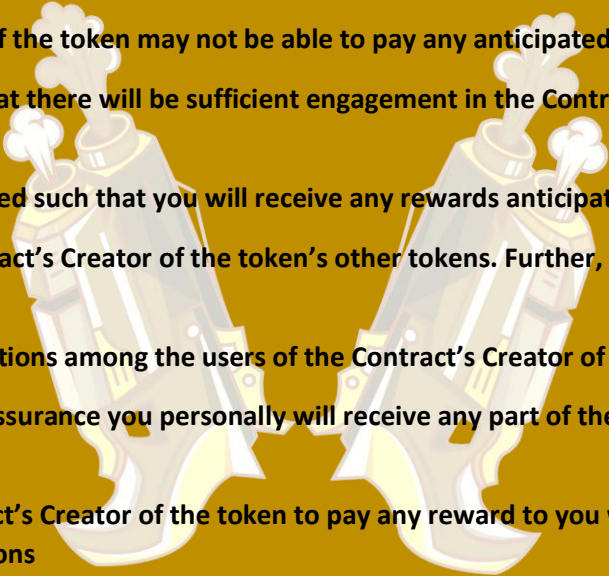 f the token may not be able to pay any anticipated
at there will be sufficient engagement in the Contr
ed such that you will receive any rewards anticipat
act’s Creator of the token’s other tokens. Further,
tions among the users of the Contract’s Creator of
ssurance you personally will receive any part of the
ct’s Creator of the token to pay any reward to you
ons